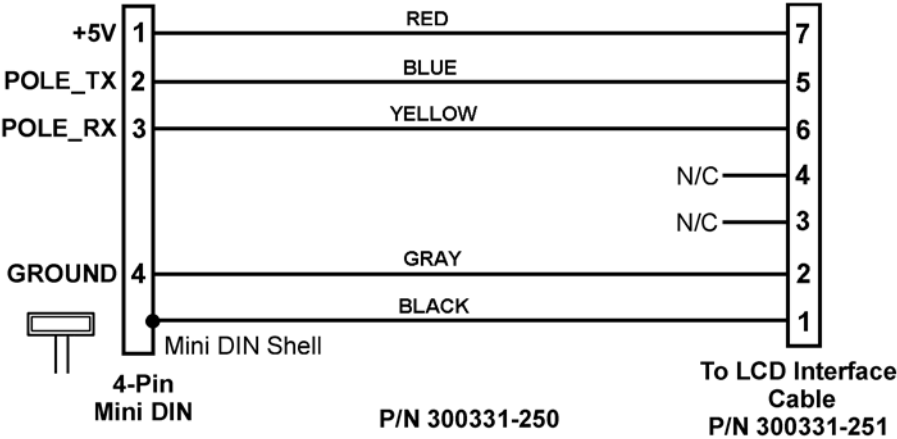 RED
+5V 1 7
BLUE
POLE_TX 2 5
YELLOW
POLE_RX 3 6
N/C 4
N/C 3
GRAY
GROUND 4 2
BLACK
1
Mini DIN Shell
4-Pin
Mini DIN
P/N 300331-250
To LCD Interface
Cable
P/N 300331-251